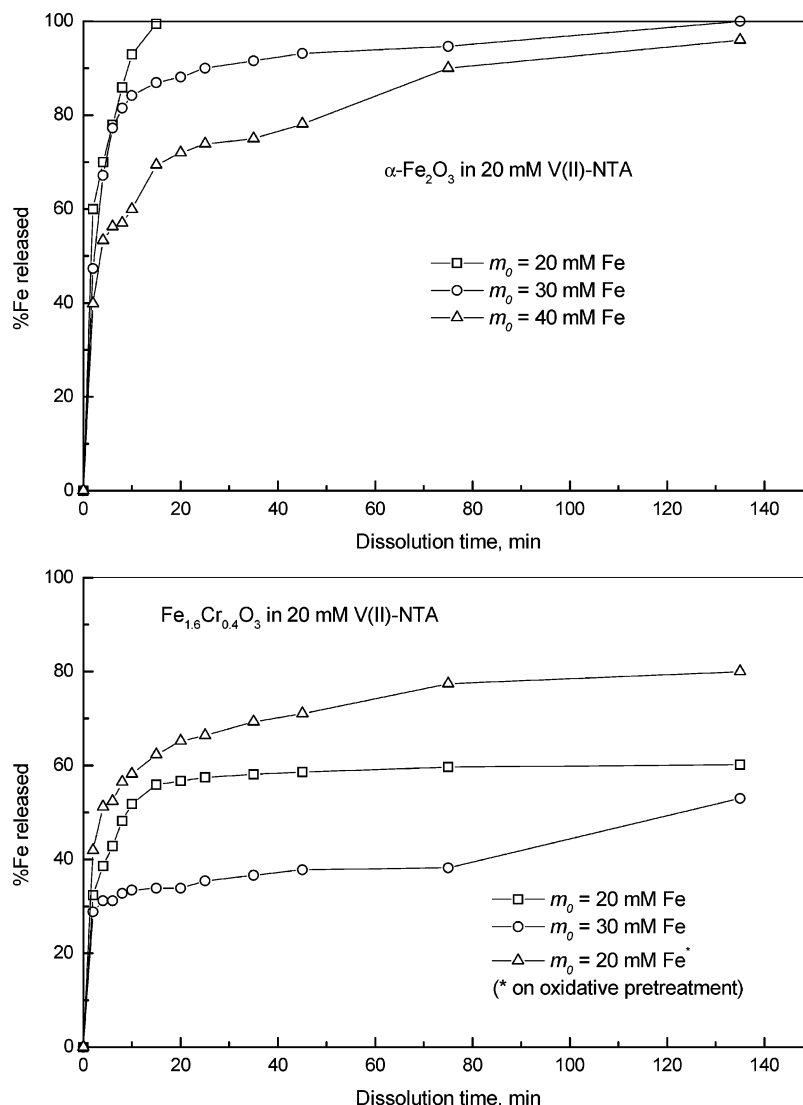 100
80
60
40
20
0
%Fe released
α-Fe₂O₃ in 20 mM V(II)-NTA
m₀ = 20 mM Fe
m₀ = 30 mM Fe
m₀ = 40 mM Fe
0 20 40 60 80 100 120 140
Dissolution time, min
100
80
60
40
20
0
%Fe released
Fe₁.₆Cr₀.₄O₃ in 20 mM V(II)-NTA
m₀ = 20 mM Fe
m₀ = 30 mM Fe
m₀ = 20 mM Fe*
(* on oxidative pretreatment)
0 20 40 60 80 100 120 140
Dissolution time, min